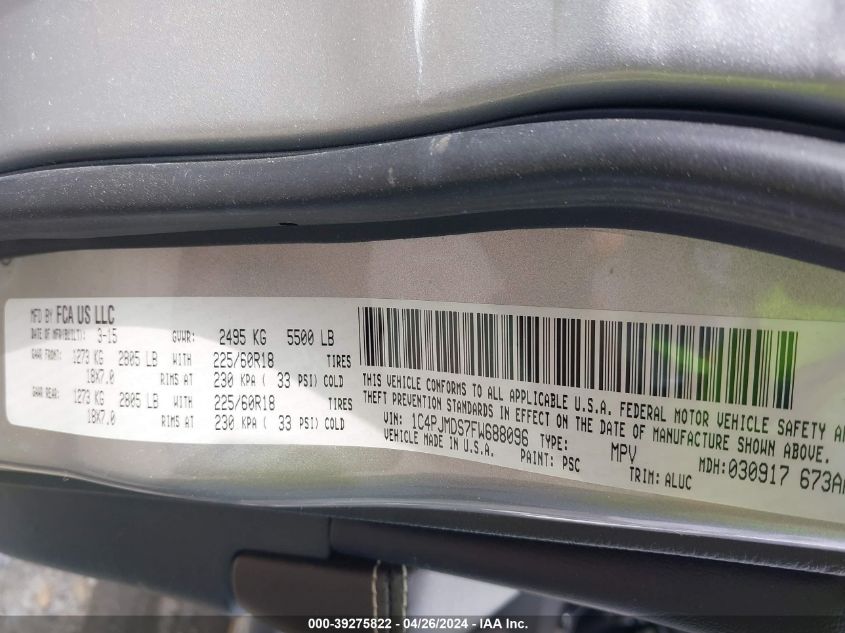 MFD BY FCA US LLC
DATE OF MFR(BUILT): 3-15 GVWR: 2495 KG 5500 LB
GAWR FRONT: 1273 KG 2805 LB WITH 225/60R18 TIRES
18X7.0 RIMS AT 230 KPA ( 33 PSI) COLD
GAWR REAR: 1273 KG 2805 LB WITH 225/60R18 TIRES
18X7.0 RIMS AT 230 KPA ( 33 PSI) COLD
THIS VEHICLE CONFORMS TO ALL APPLICABLE U.S.A. FEDERAL MOTOR VEHICLE SAFETY
THEFT PREVENTION STANDARDS IN EFFECT ON THE DATE OF MANUFACTURE SHOWN ABOVE.
VIN: 1C4PJMDS7FW688096 TYPE: MPV MDH:030917 673A
VEHICLE MADE IN U.S.A. PAINT: PSC TRIM: ALUC
000-39275822 - 04/26/2024 - IAA Inc.